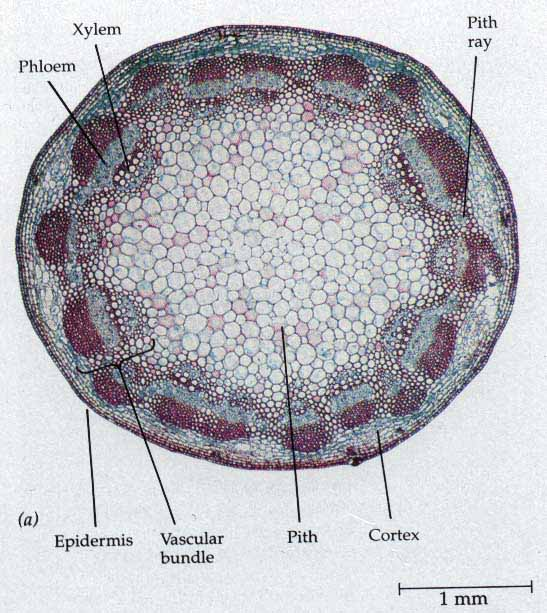 Xylem
Phloem
Pith
ray
(a)
Epidermis
Vascular
bundle
Pith
Cortex
1 mm